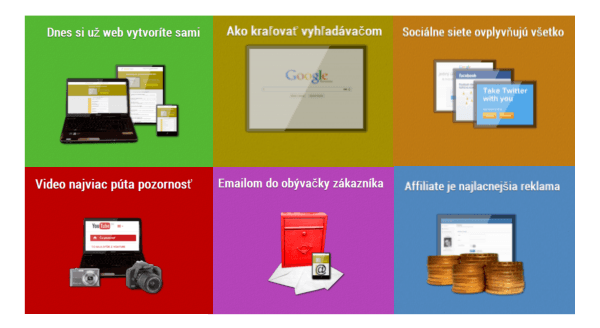 Dnes si už web vytvoríte sami
Ako kraľovať vyhľadávačom
Sociálne siete ovplyvňujú všetko
Google
facebook
Take Twitter
with you
Video najviac púta pozornosť
Emailom do obývačky zákazníka
Affiliate je najlacnejšia reklama
YouTube
@